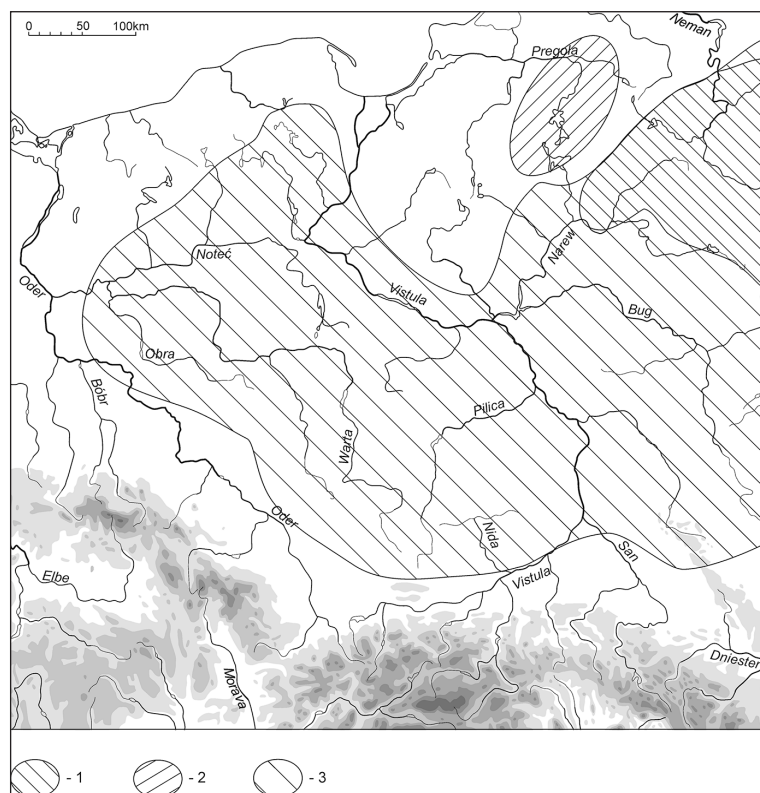 0 50 100km
Neman
Pregoła
Noteć
Narew
Oder
Vistula
Bug
Obra
Bóbr
Pilica
Warta
Oder
Nida
San
Elbe
Vistula
Dniester
Morava
- 1 - 2 - 3